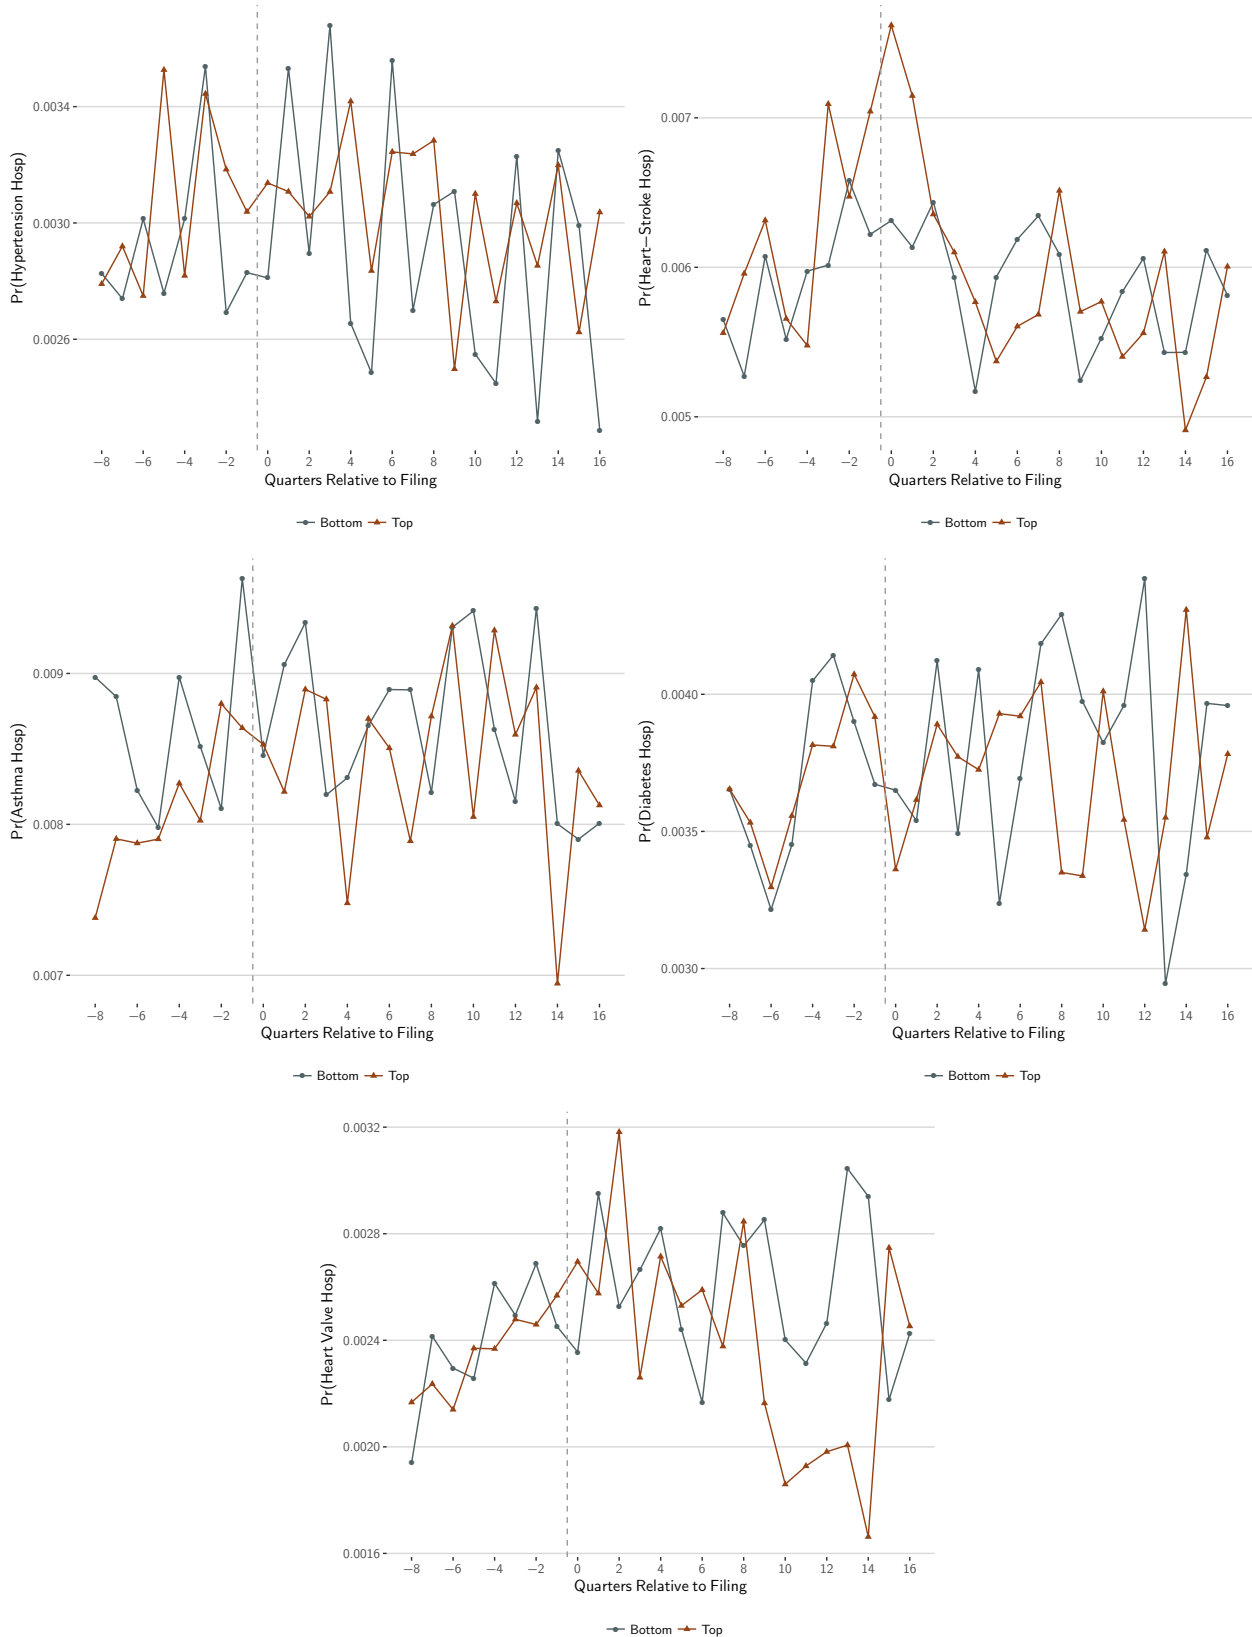 Pr(Hypertension Hosp)
0.0034
0.0030
0.0026
−8 −6 −4 −2 0 2 4 6 8 10 12 14 16
Quarters Relative to Filing
Bottom Top
Pr(Heart−Stroke Hosp)
0.007
0.006
0.005
−8 −6 −4 −2 0 2 4 6 8 10 12 14 16
Quarters Relative to Filing
Bottom Top
Pr(Asthma Hosp)
0.009
0.008
0.007
−8 −6 −4 −2 0 2 4 6 8 10 12 14 16
Quarters Relative to Filing
Bottom Top
Pr(Diabetes Hosp)
0.0040
0.0035
0.0030
−8 −6 −4 −2 0 2 4 6 8 10 12 14 16
Quarters Relative to Filing
Bottom Top
Pr(Heart Valve Hosp)
0.0032
0.0028
0.0024
0.0020
0.0016
−8 −6 −4 −2 0 2 4 6 8 10 12 14 16
Quarters Relative to Filing
Bottom Top